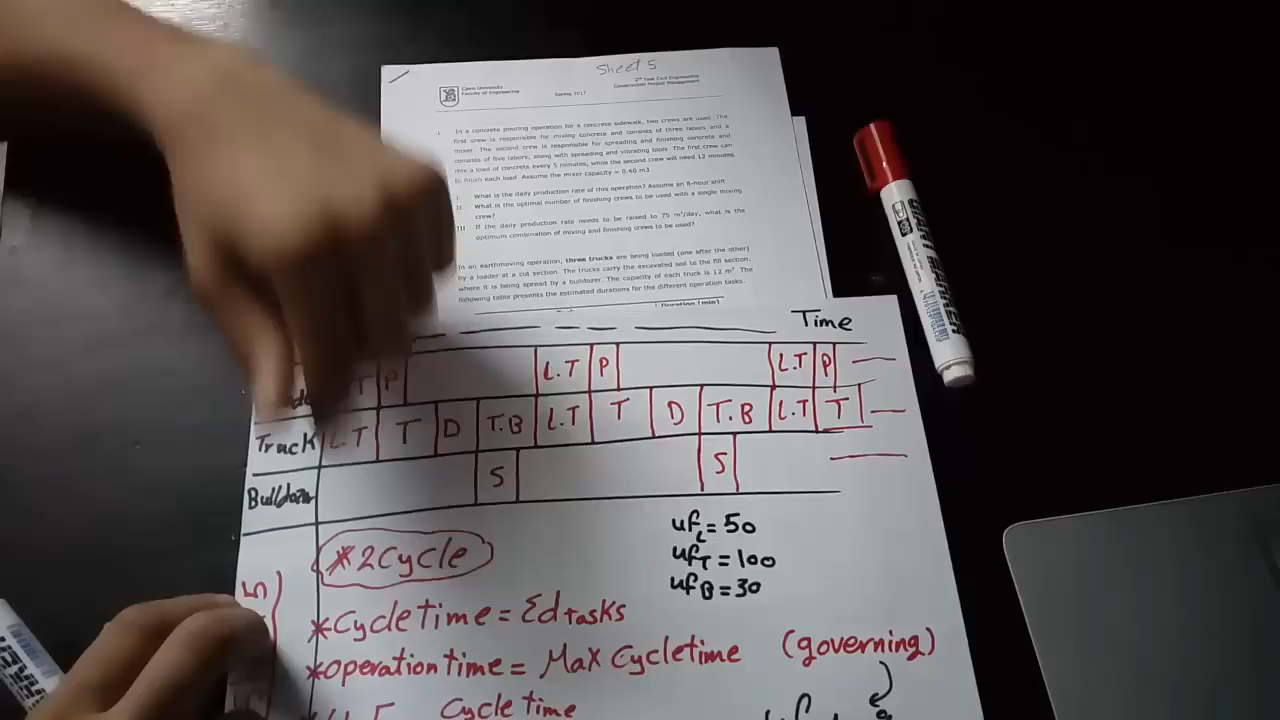 Sheet 5
Cairo University
Faculty of Engineering
Spring 2017
2nd Year Civil Engineering
Construction Project Management
In a concrete pouring operation for a concrete sidewalk, two crews are used. The
first crew is responsible for mixing concrete and consists of three labors and a
mixer. The second crew is responsible for spreading and finishing concrete and
consists of five labors, along with spreading and vibrating tools. The first crew can
mix a load of concrete every 5 minutes, while the second crew will need 12 minutes
to finish each load. Assume the mixer capacity = 0.40 m3
I. What is the daily production rate of this operation? Assume an 8-hour shift
II. What is the optimal number of finishing crews to be used with a single mixing
crew?
III. If the daily production rate needs to be raised to 75 m³/day, what is the
optimum combination of mixing and finishing crews to be used?
In an earthmoving operation, three trucks are being loaded (one after the other)
by a loader at a cut section. The trucks carry the excavated soil to the fill section,
where it is being spread by a bulldozer. The capacity of each truck is 12 m³. The
following table presents the estimated durations for the different operation tasks.
Duration (min)
Time
T P L.T P L.T P
Truck L.T T D T.B L.T T D T.B L.T T
Bulldozer S S
*2Cycle
uf L = 50
uf T = 100
uf B = 30
*Cycle time = Σd tasks
*operation time = Max Cycletime (governing)
Cycle time